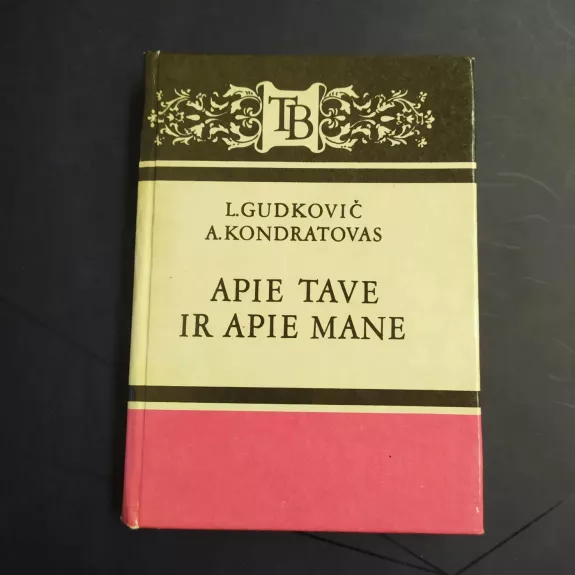 TB
L.GUDKOVIČ
A.KONDRATOVAS
APIE TAVE
IR APIE MANE